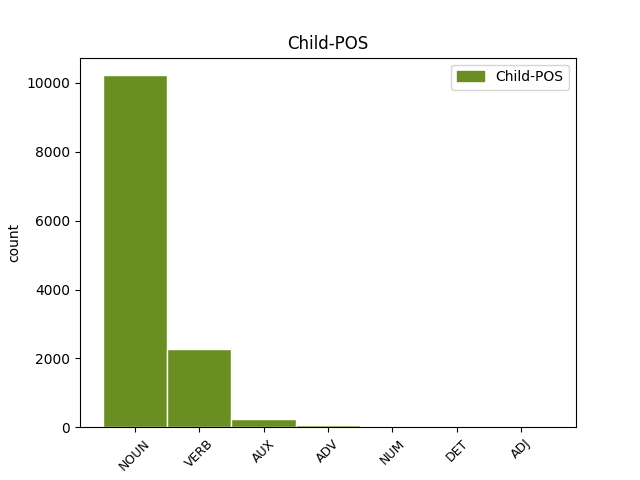 Child-POS
Child-POS
10000
8000
6000
4000
2000
0
count
NOUN
VERB
AUX
ADV
NUM
DET
ADJ